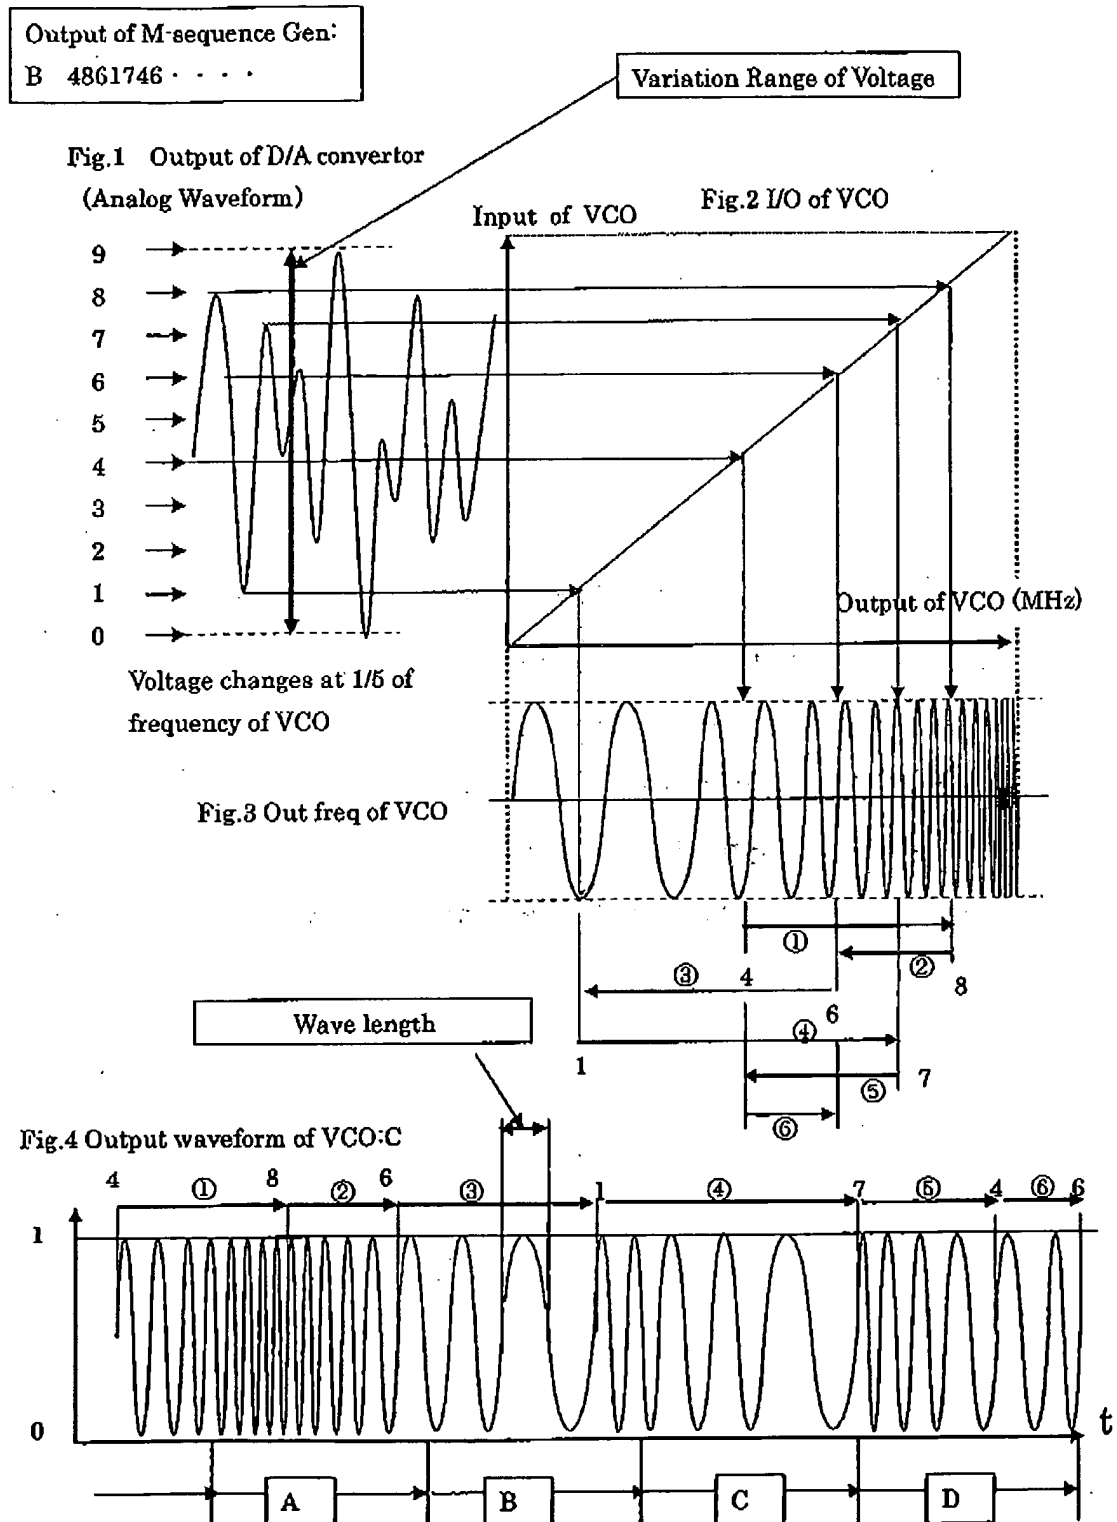 Output of M-sequence Gen:
B 4861746 · · · ·
Variation Range of Voltage
Fig.1 Output of D/A convertor
(Analog Waveform)
Input of VCO
Fig.2 I/O of VCO
9
8
7
6
5
4
3
2
1
0
Output of VCO (MHz)
Voltage changes at 1/5 of
frequency of VCO
Fig.3 Out freq of VCO
①
②
③
4
8
6
④
1
7
⑤
⑥
Wave length
Fig.4 Output waveform of VCO:C
4 ① 8 ② 6 ③ 1 ④ 7 ⑤ 4 ⑥ 6
1
0
t
A B C D